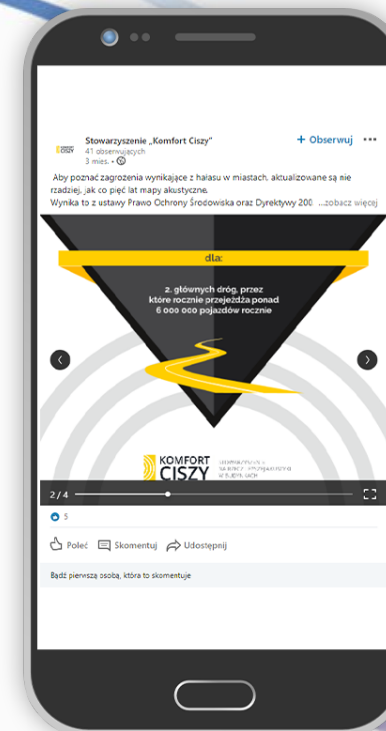 Stowarzyszenie „Komfort Ciszy”
41 obserwujących
3 mies. •
+ Obserwuj •••
Aby poznać zagrożenia wynikające z hałasu w miastach, aktualizowane są nie
rzadziej, jak co pięć lat mapy akustyczne.
Wynika to z ustawy Prawo Ochrony Środowiska oraz Dyrektywy 200 ...zobacz więcej
dla:
2. głównych dróg, przez
które rocznie przejeżdża ponad
6 000 000 pojazdów rocznie
KOMFORT
CISZY
2 / 4
5
Poleć Skomentuj Udostępnij
Bądź pierwszą osobą, która to skomentuje